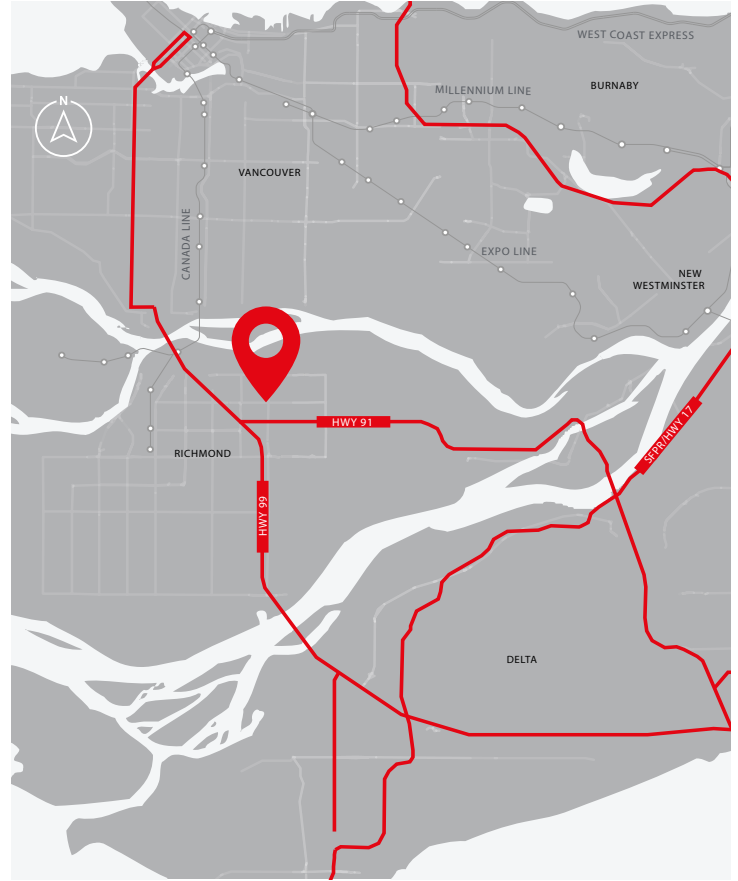 WEST COAST EXPRESS
BURNABY
MILLENNIUM LINE
N
VANCOUVER
CANADA LINE
EXPO LINE
NEW
WESTMINSTER
HWY 91
SFPR/HWY 17
RICHMOND
HWY 99
DELTA